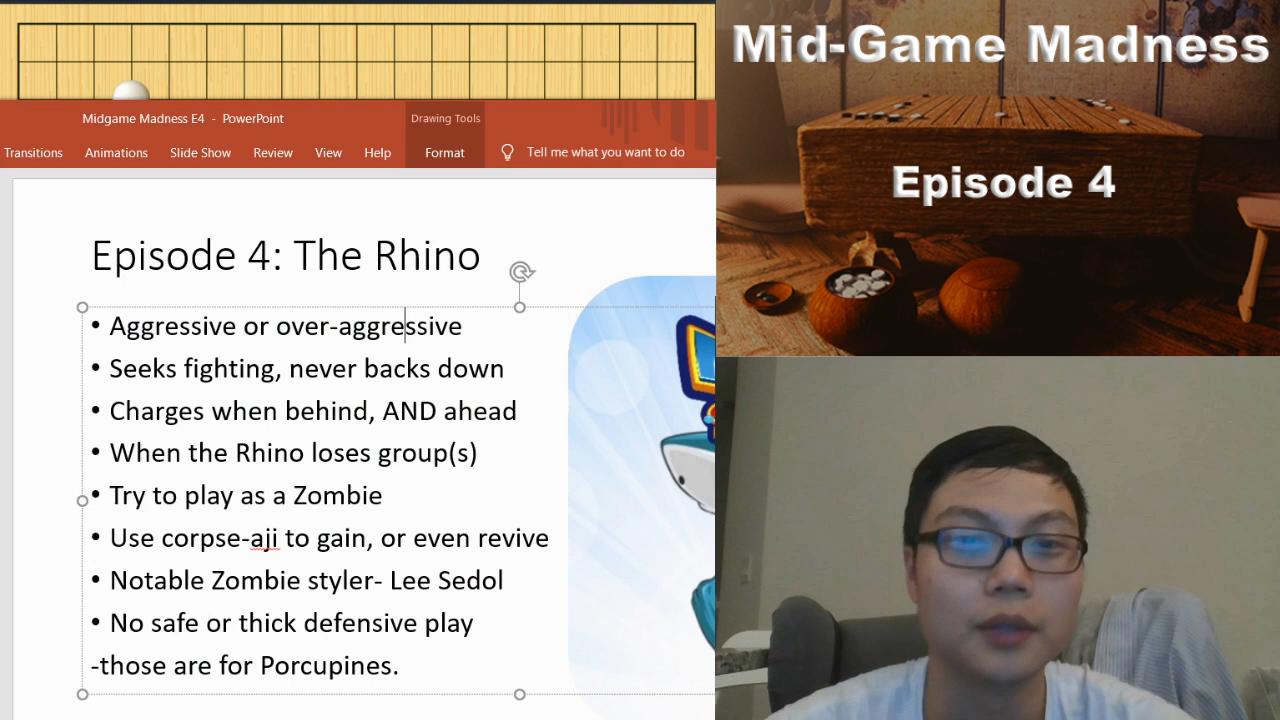 Midgame Madness E4 - PowerPoint
Drawing Tools
Transitions Animations Slide Show Review View Help Format Tell me what you want to do
Episode 4: The Rhino
• Aggressive or over-aggressive
• Seeks fighting, never backs down
• Charges when behind, AND ahead
• When the Rhino loses group(s)
• Try to play as a Zombie
• Use corpse-aji to gain, or even revive
• Notable Zombie styler- Lee Sedol
• No safe or thick defensive play
-those are for Porcupines.
Mid-Game Madness
Episode 4